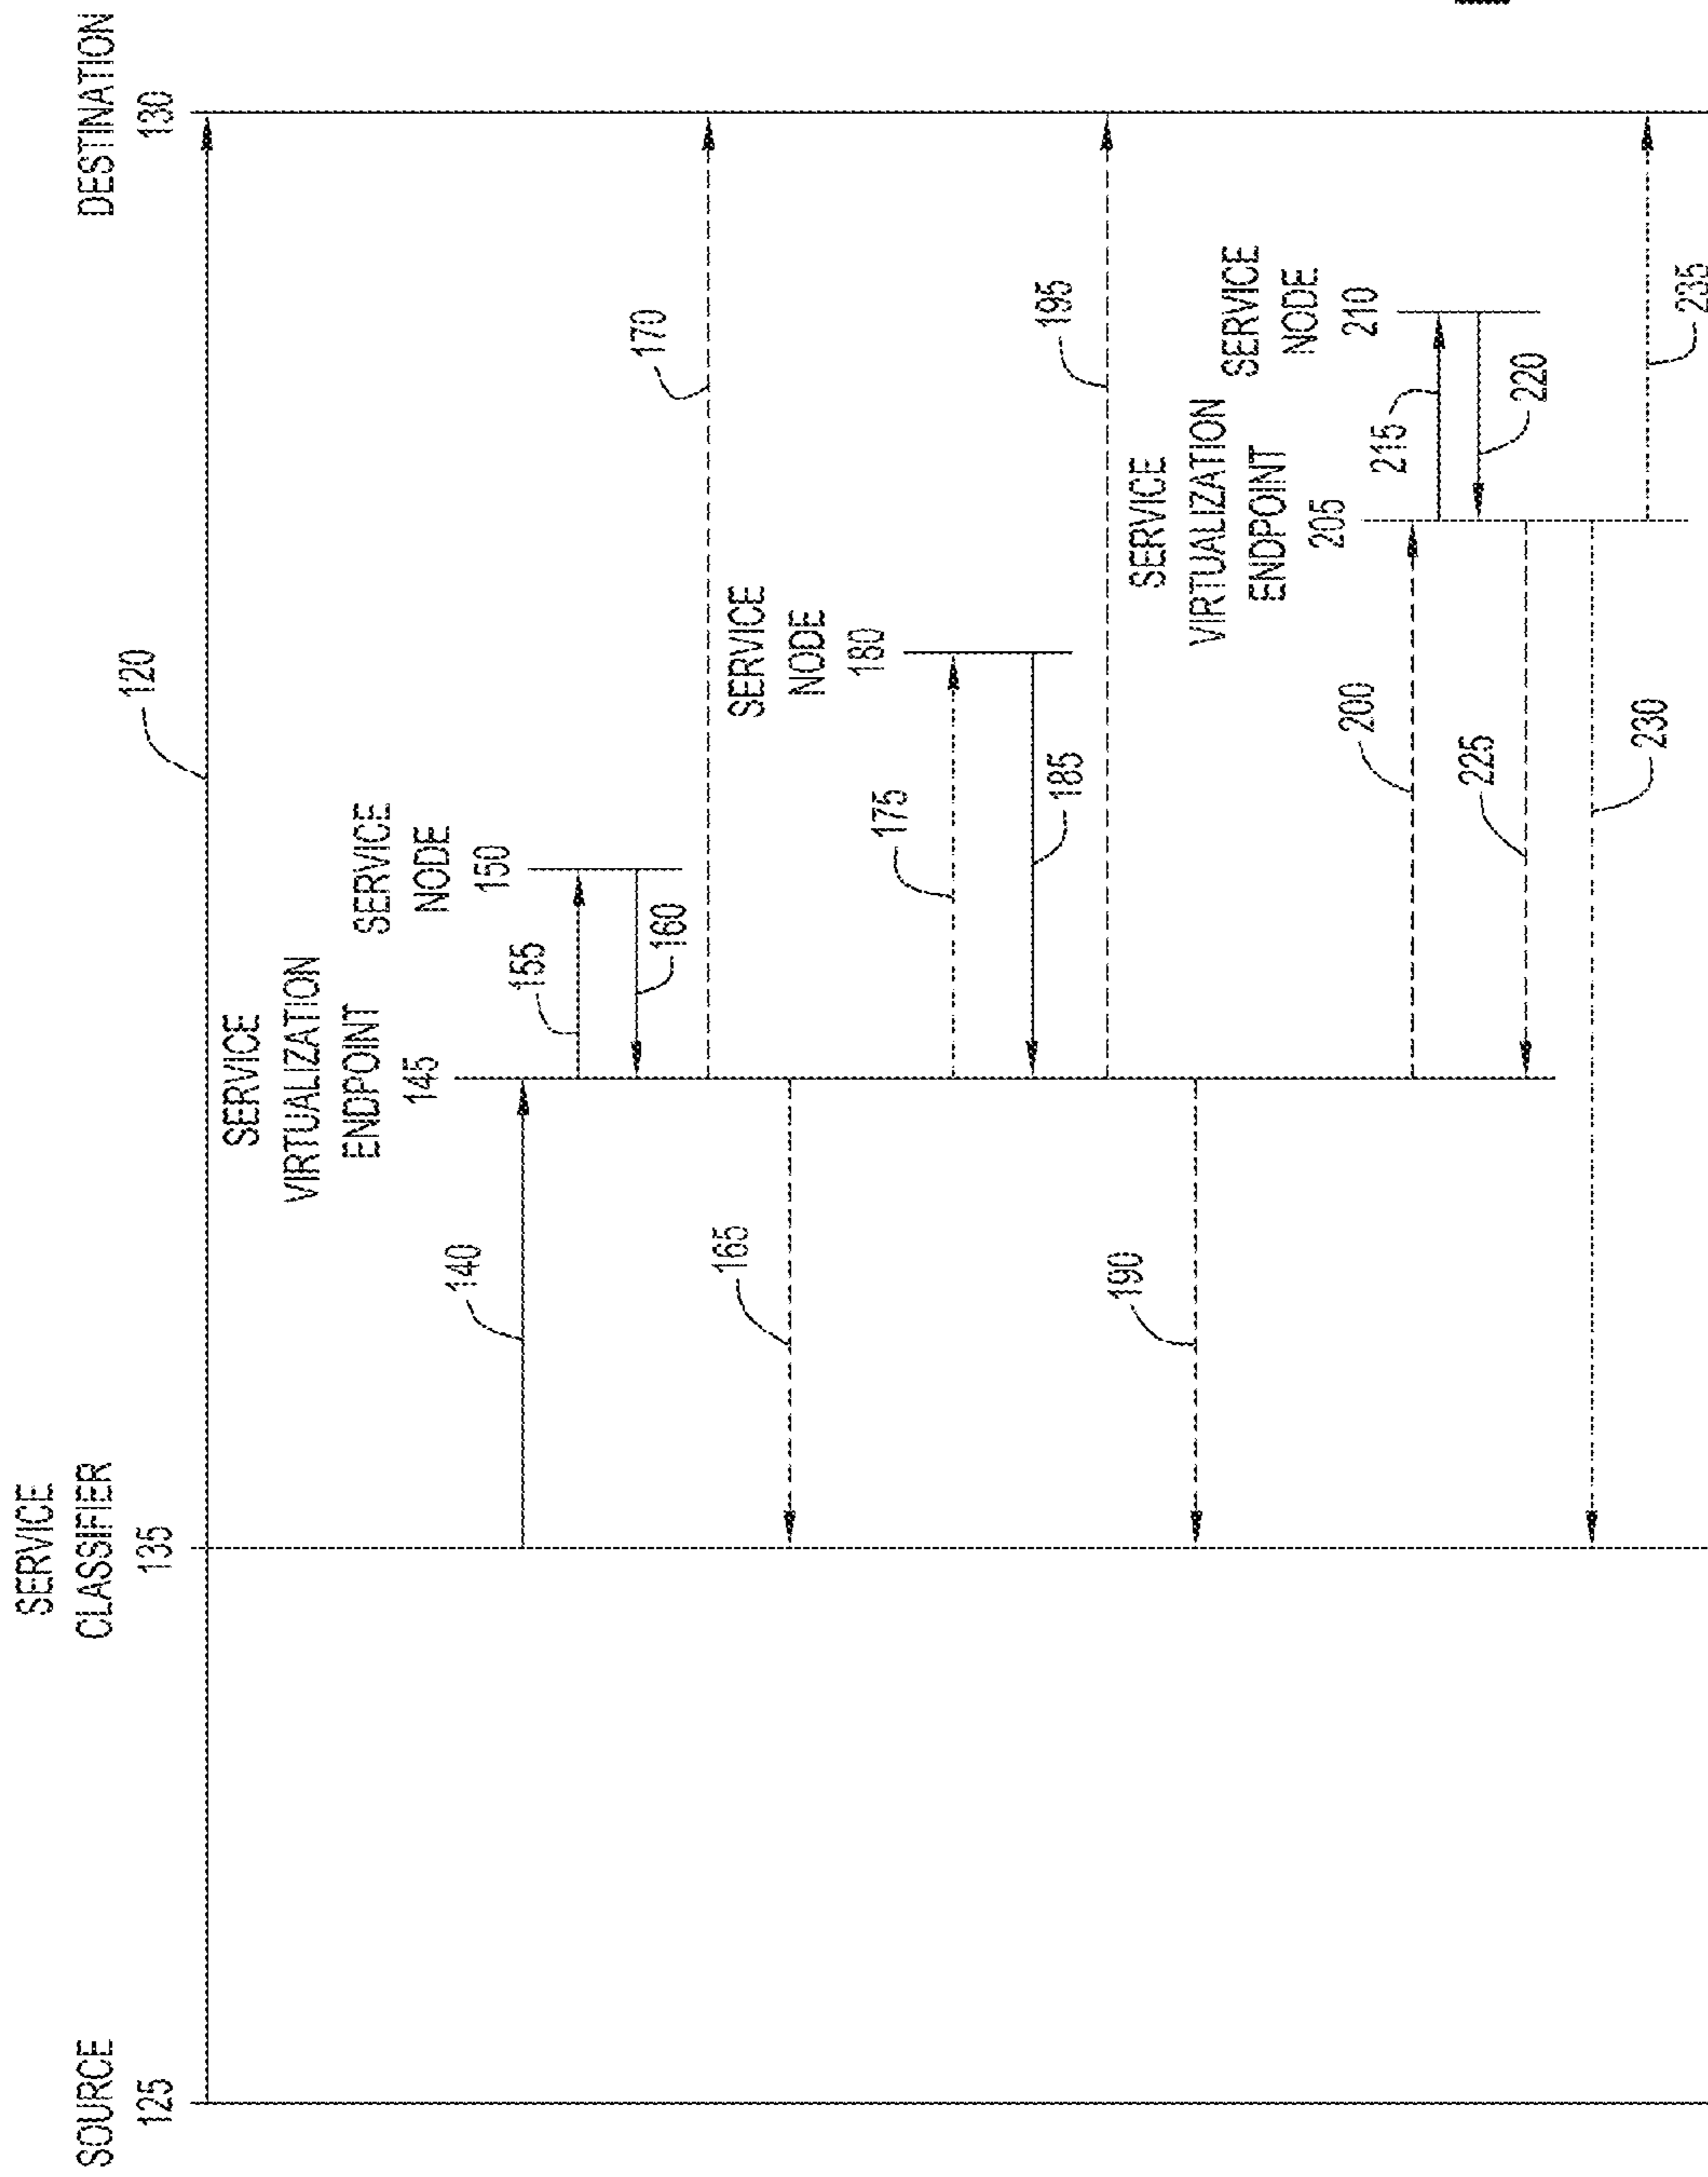 SOURCE
125
SERVICE
CLASSIFIER
135
DESTINATION
130
120
SERVICE
VIRTUALIZATION
ENDPOINT
145
SERVICE
NODE
150
140
155
160
170
165
SERVICE
NODE
180
175
185
195
190
SERVICE
VIRTUALIZATION
ENDPOINT
205
SERVICE
NODE
210
200
215
220
225
230
235